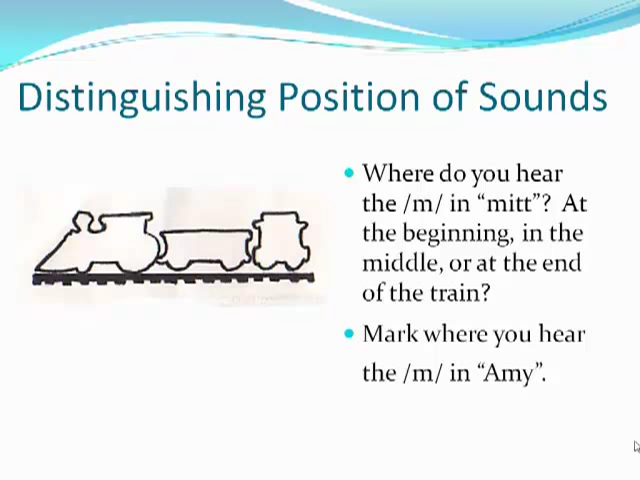 Distinguishing Position of Sounds
Where do you hear
the /m/ in “mitt”? At
the beginning, in the
middle, or at the end
of the train?
Mark where you hear
the /m/ in “Amy”.